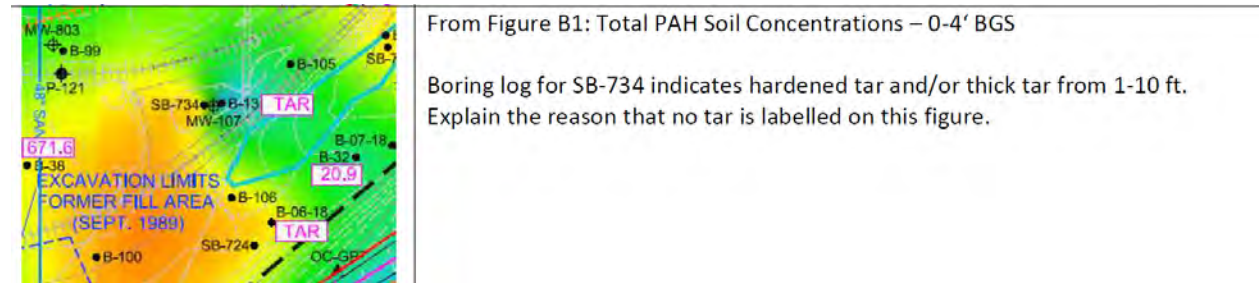 From Figure B1: Total PAH Soil Concentrations – 0-4’ BGS
Boring log for SB-734 indicates hardened tar and/or thick tar from 1-10 ft.
Explain the reason that no tar is labelled on this figure.
MW-803
B-99
P-121
B-105
SB-734
B-13
TAR
MW-107
48" SAN
671.6
B-38
B-07-18
B-32
20.9
EXCAVATION LIMITS
FORMER FILL AREA
(SEPT. 1989)
B-106
B-06-18
TAR
SB-724
B-100